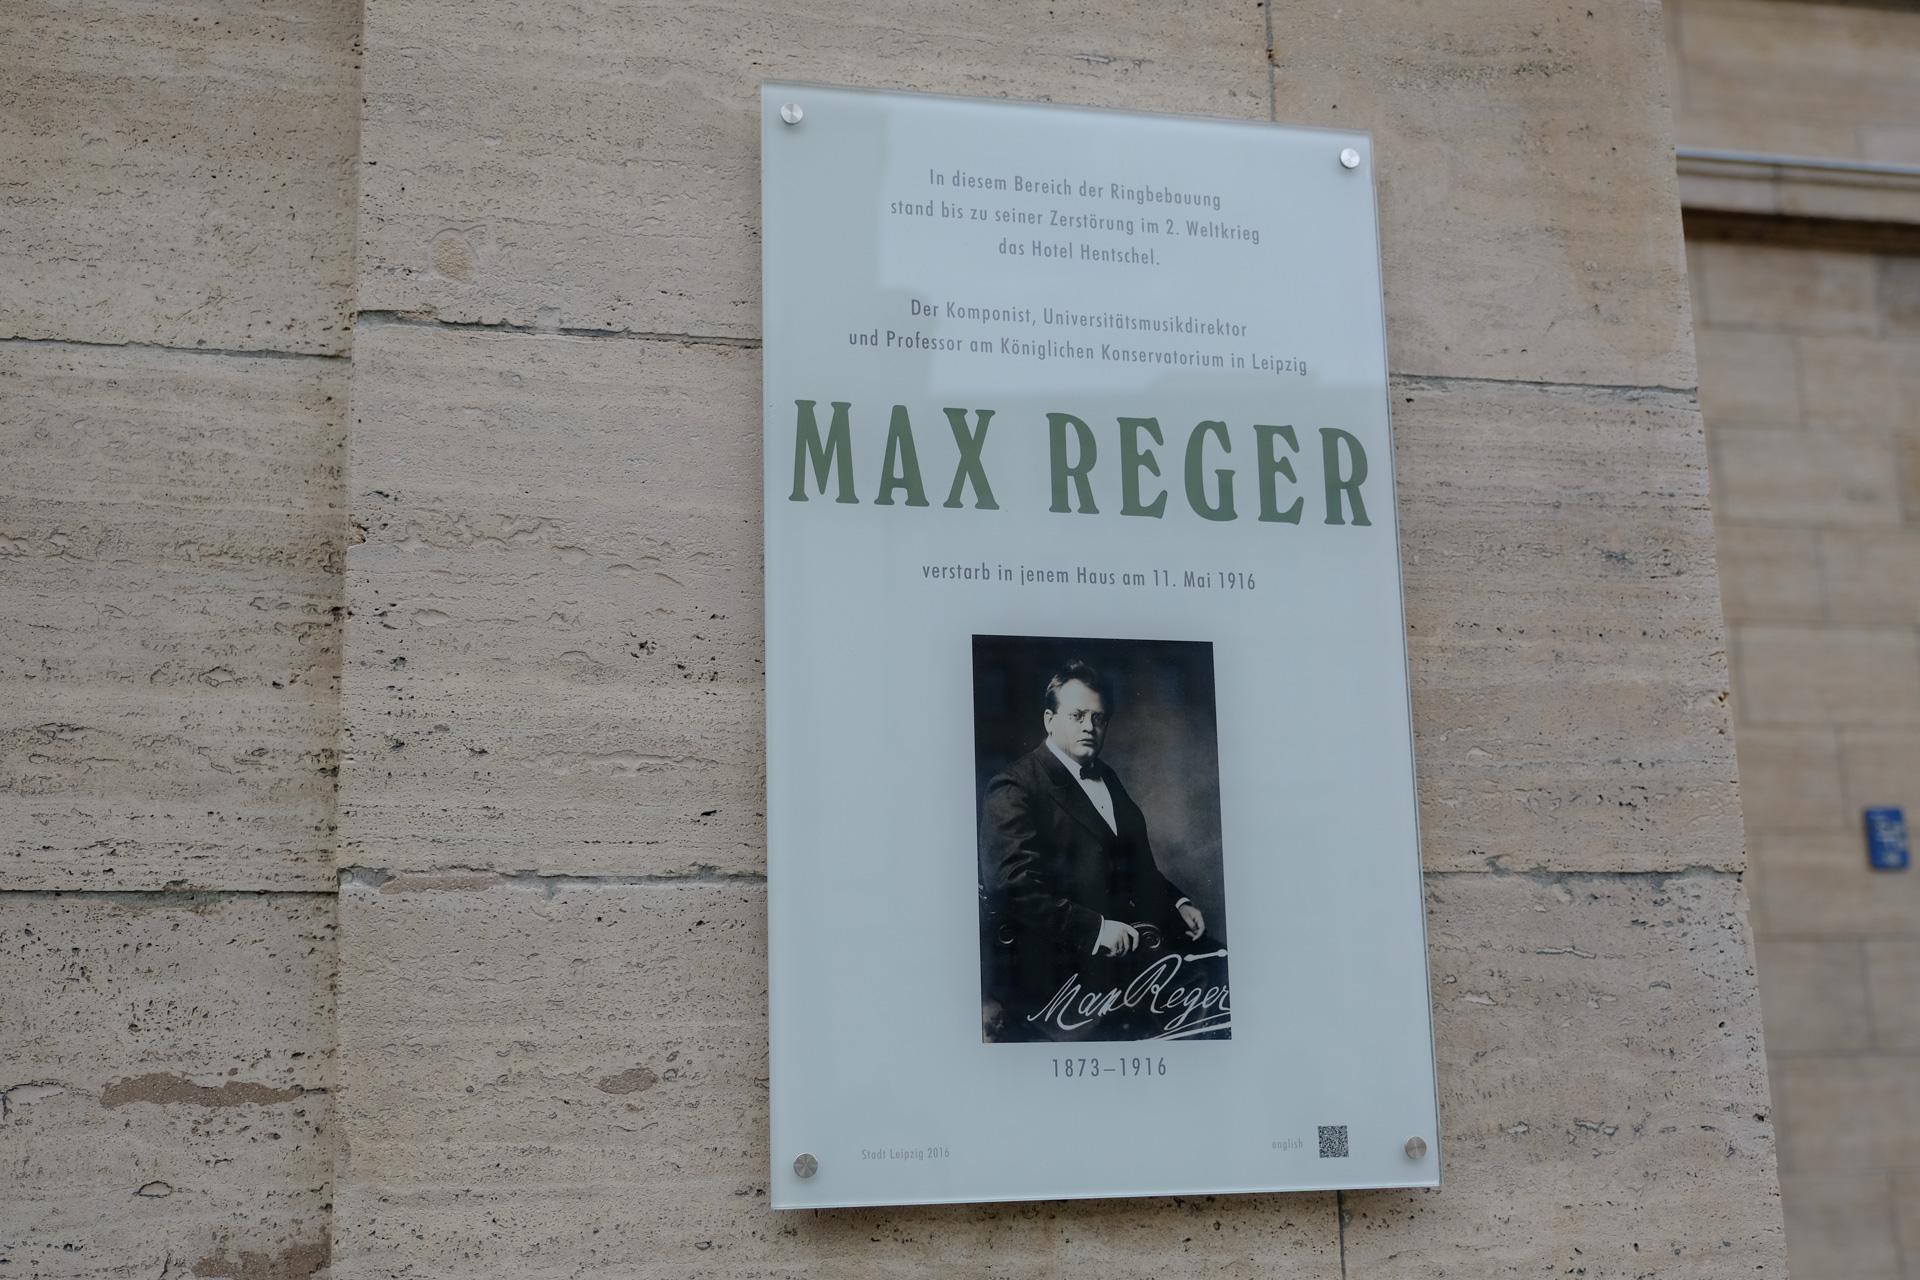 In diesem Bereich der Ringbebauung
stand bis zu seiner Zerstörung im 2. Weltkrieg
das Hotel Hentschel.
Der Komponist, Universitätsmusikdirektor
und Professor am Königlichen Konservatorium in Leipzig
MAX REGER
verstarb in jenem Haus am 11. Mai 1916
Max Reger
1873–1916
Stadt Leipzig 2016
english